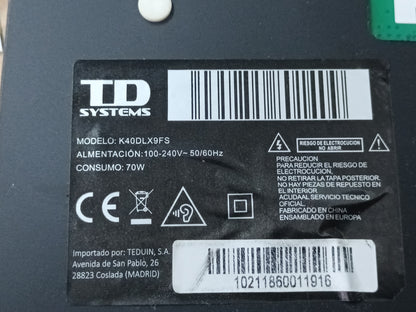 TD
SYSTEMS
MODELO: K40DLX9FS
ALIMENTACIÓN:100-240V~ 50/60Hz
CONSUMO: 70W
RIESGO DE ELECTROCUCION
NO ABRIR
PRECAUCION
PARA REDUCIR EL RIESGO DE
ELECTROCUCION,
NO RETIRAR LA TAPA POSTERIOR.
NO HAY PIEZAS DE REPUESTO EN
EL INTERIOR.
ACUDAAL SERVICIO TECNICO
OFICIAL.
FABRICADO EN CHINA
ENSAMBLADO EN EUROPA
CE
Importado por: TEDUIN, S.A.
Avenida de San Pablo, 26
28823 Coslada (MADRID)
10211860011916